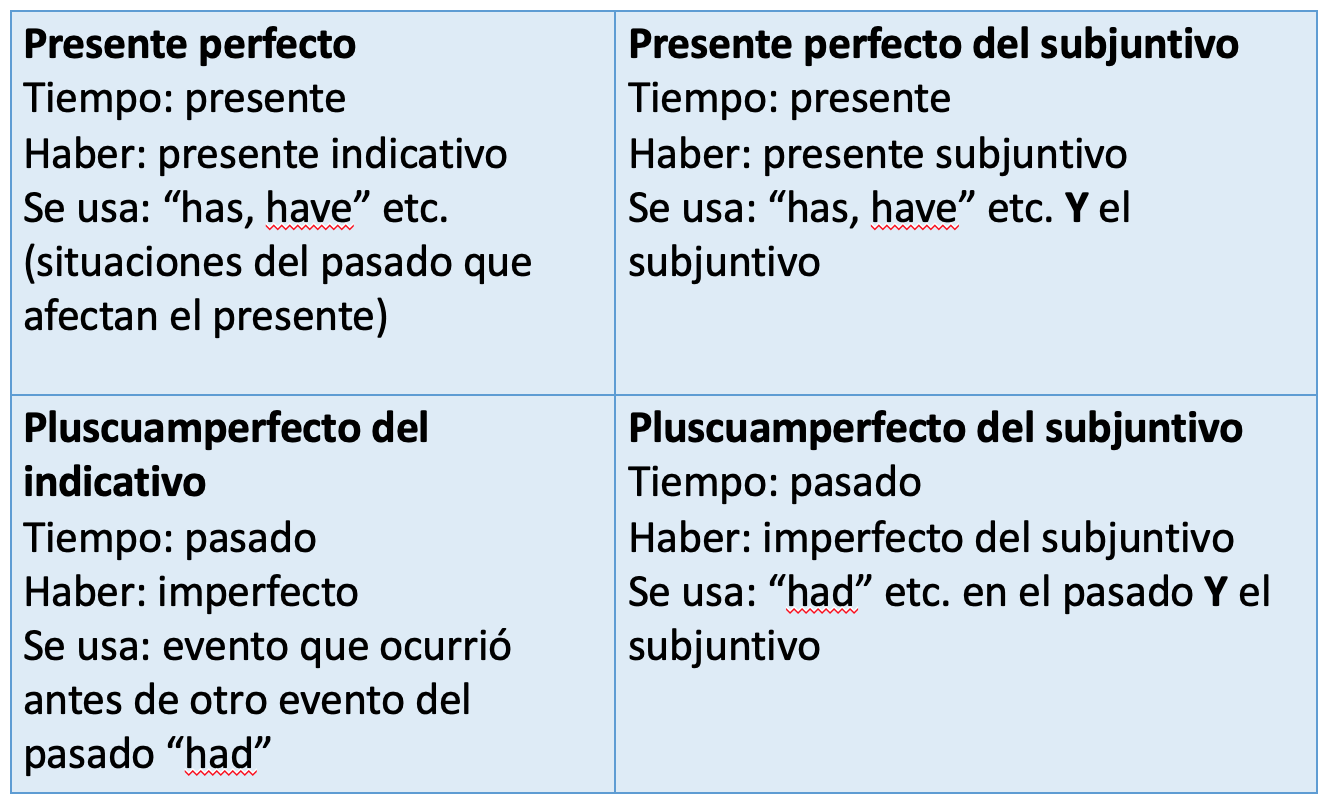 Presente perfecto
Tiempo: presente
Haber: presente indicativo
Se usa: “has, have” etc.
(situaciones del pasado que
afectan el presente)
Presente perfecto del subjuntivo
Tiempo: presente
Haber: presente subjuntivo
Se usa: “has, have” etc. Y el
subjuntivo
Pluscuamperfecto del
indicativo
Tiempo: pasado
Haber: imperfecto
Se usa: evento que ocurrió
antes de otro evento del
pasado “had”
Pluscuamperfecto del subjuntivo
Tiempo: pasado
Haber: imperfecto del subjuntivo
Se usa: “had” etc. en el pasado Y el
subjuntivo